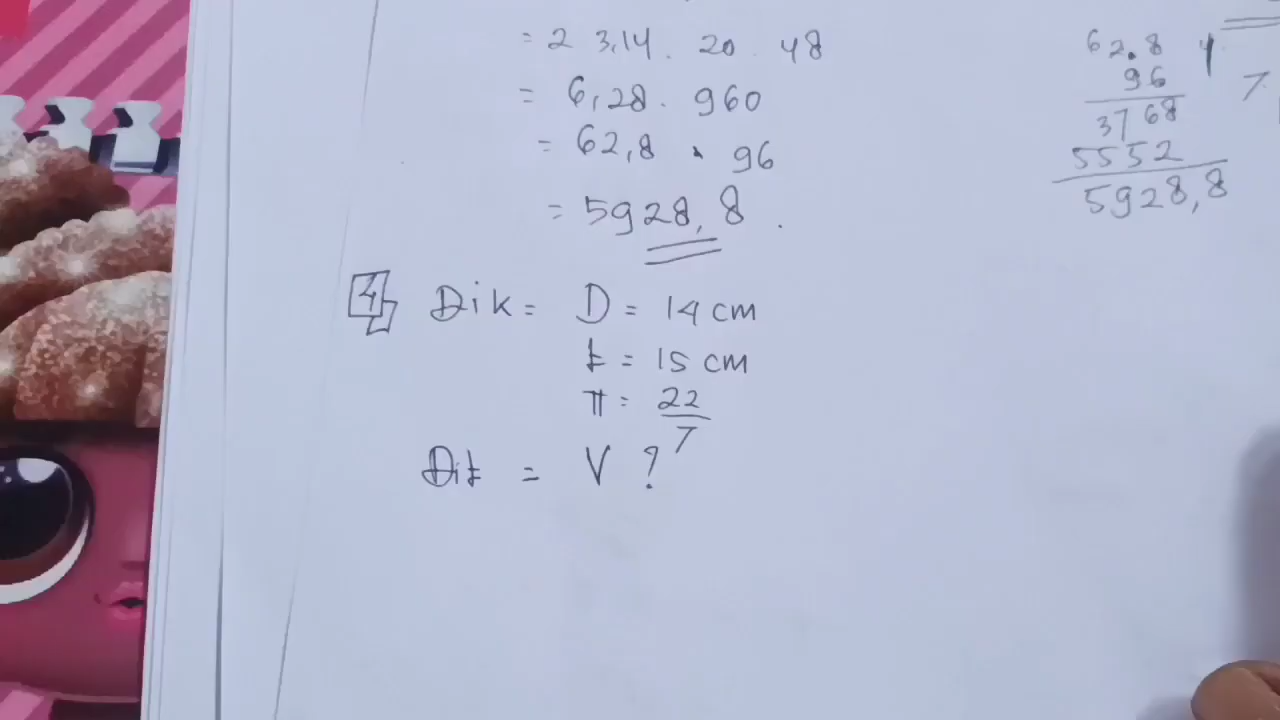 = 2 3,14 . 20 . 48
= 6,28 . 960
= 62,8 . 96
= 5928,8 .
4 Dik = D = 14 cm
t = 15 cm
π = 22/7
Dit = V ?
62.8
96
3768
5552
5928,8
7